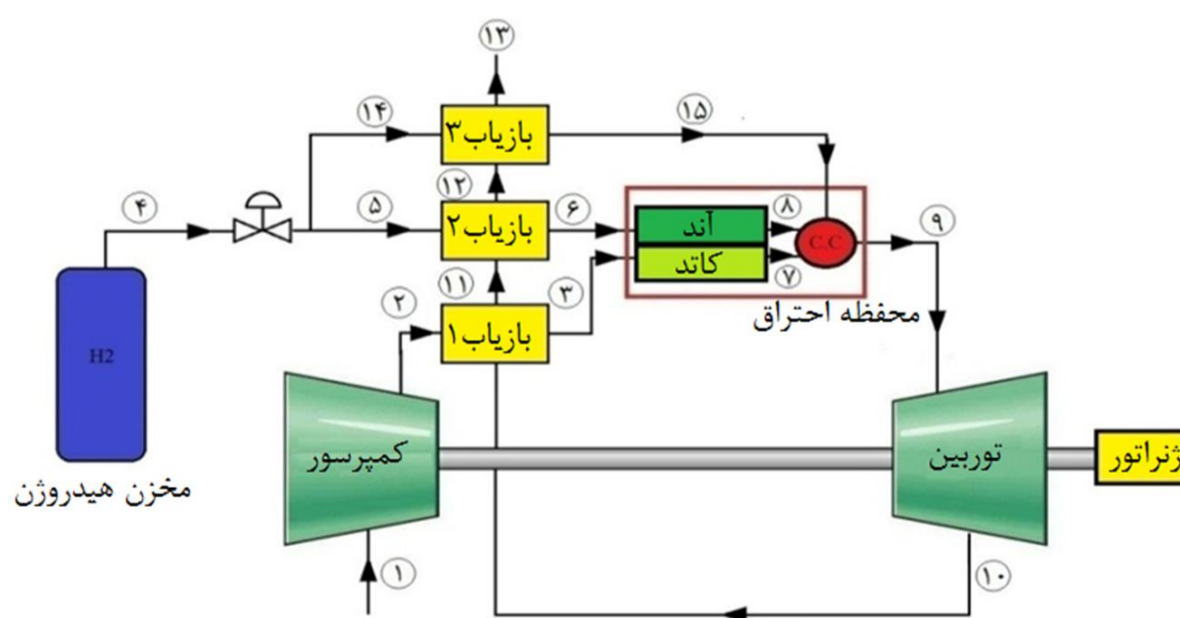 ۱۳
۱۴
بازیاب۳
۱۵
۴
۱۲
۵
بازیاب۲
۶
آند
۸
C.C
۹
کاتد
۷
۱۱
۳
۲
بازیاب۱
محفظه احتراق
H2
کمپرسور
توربین
ژنراتور
مخزن هیدروژن
۱
۱۰